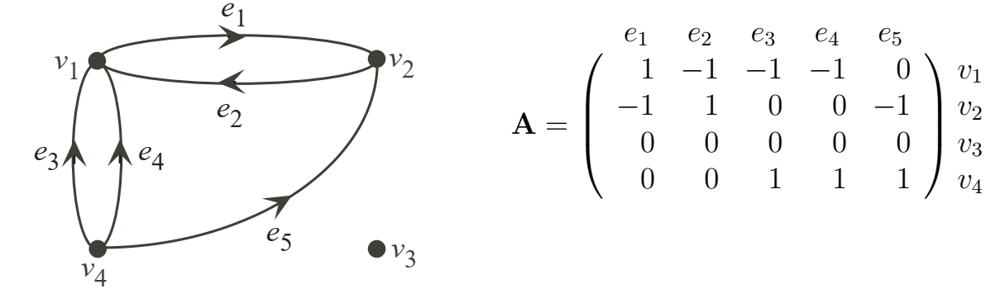 e₁
v₁ v₂
e₂
e₃ e₄
e₅
v₄ v₃
e₁ e₂ e₃ e₄ e₅
1 −1 −1 −1 0 v₁
−1 1 0 0 −1 v₂
A =
0 0 0 0 0 v₃
0 0 1 1 1 v₄